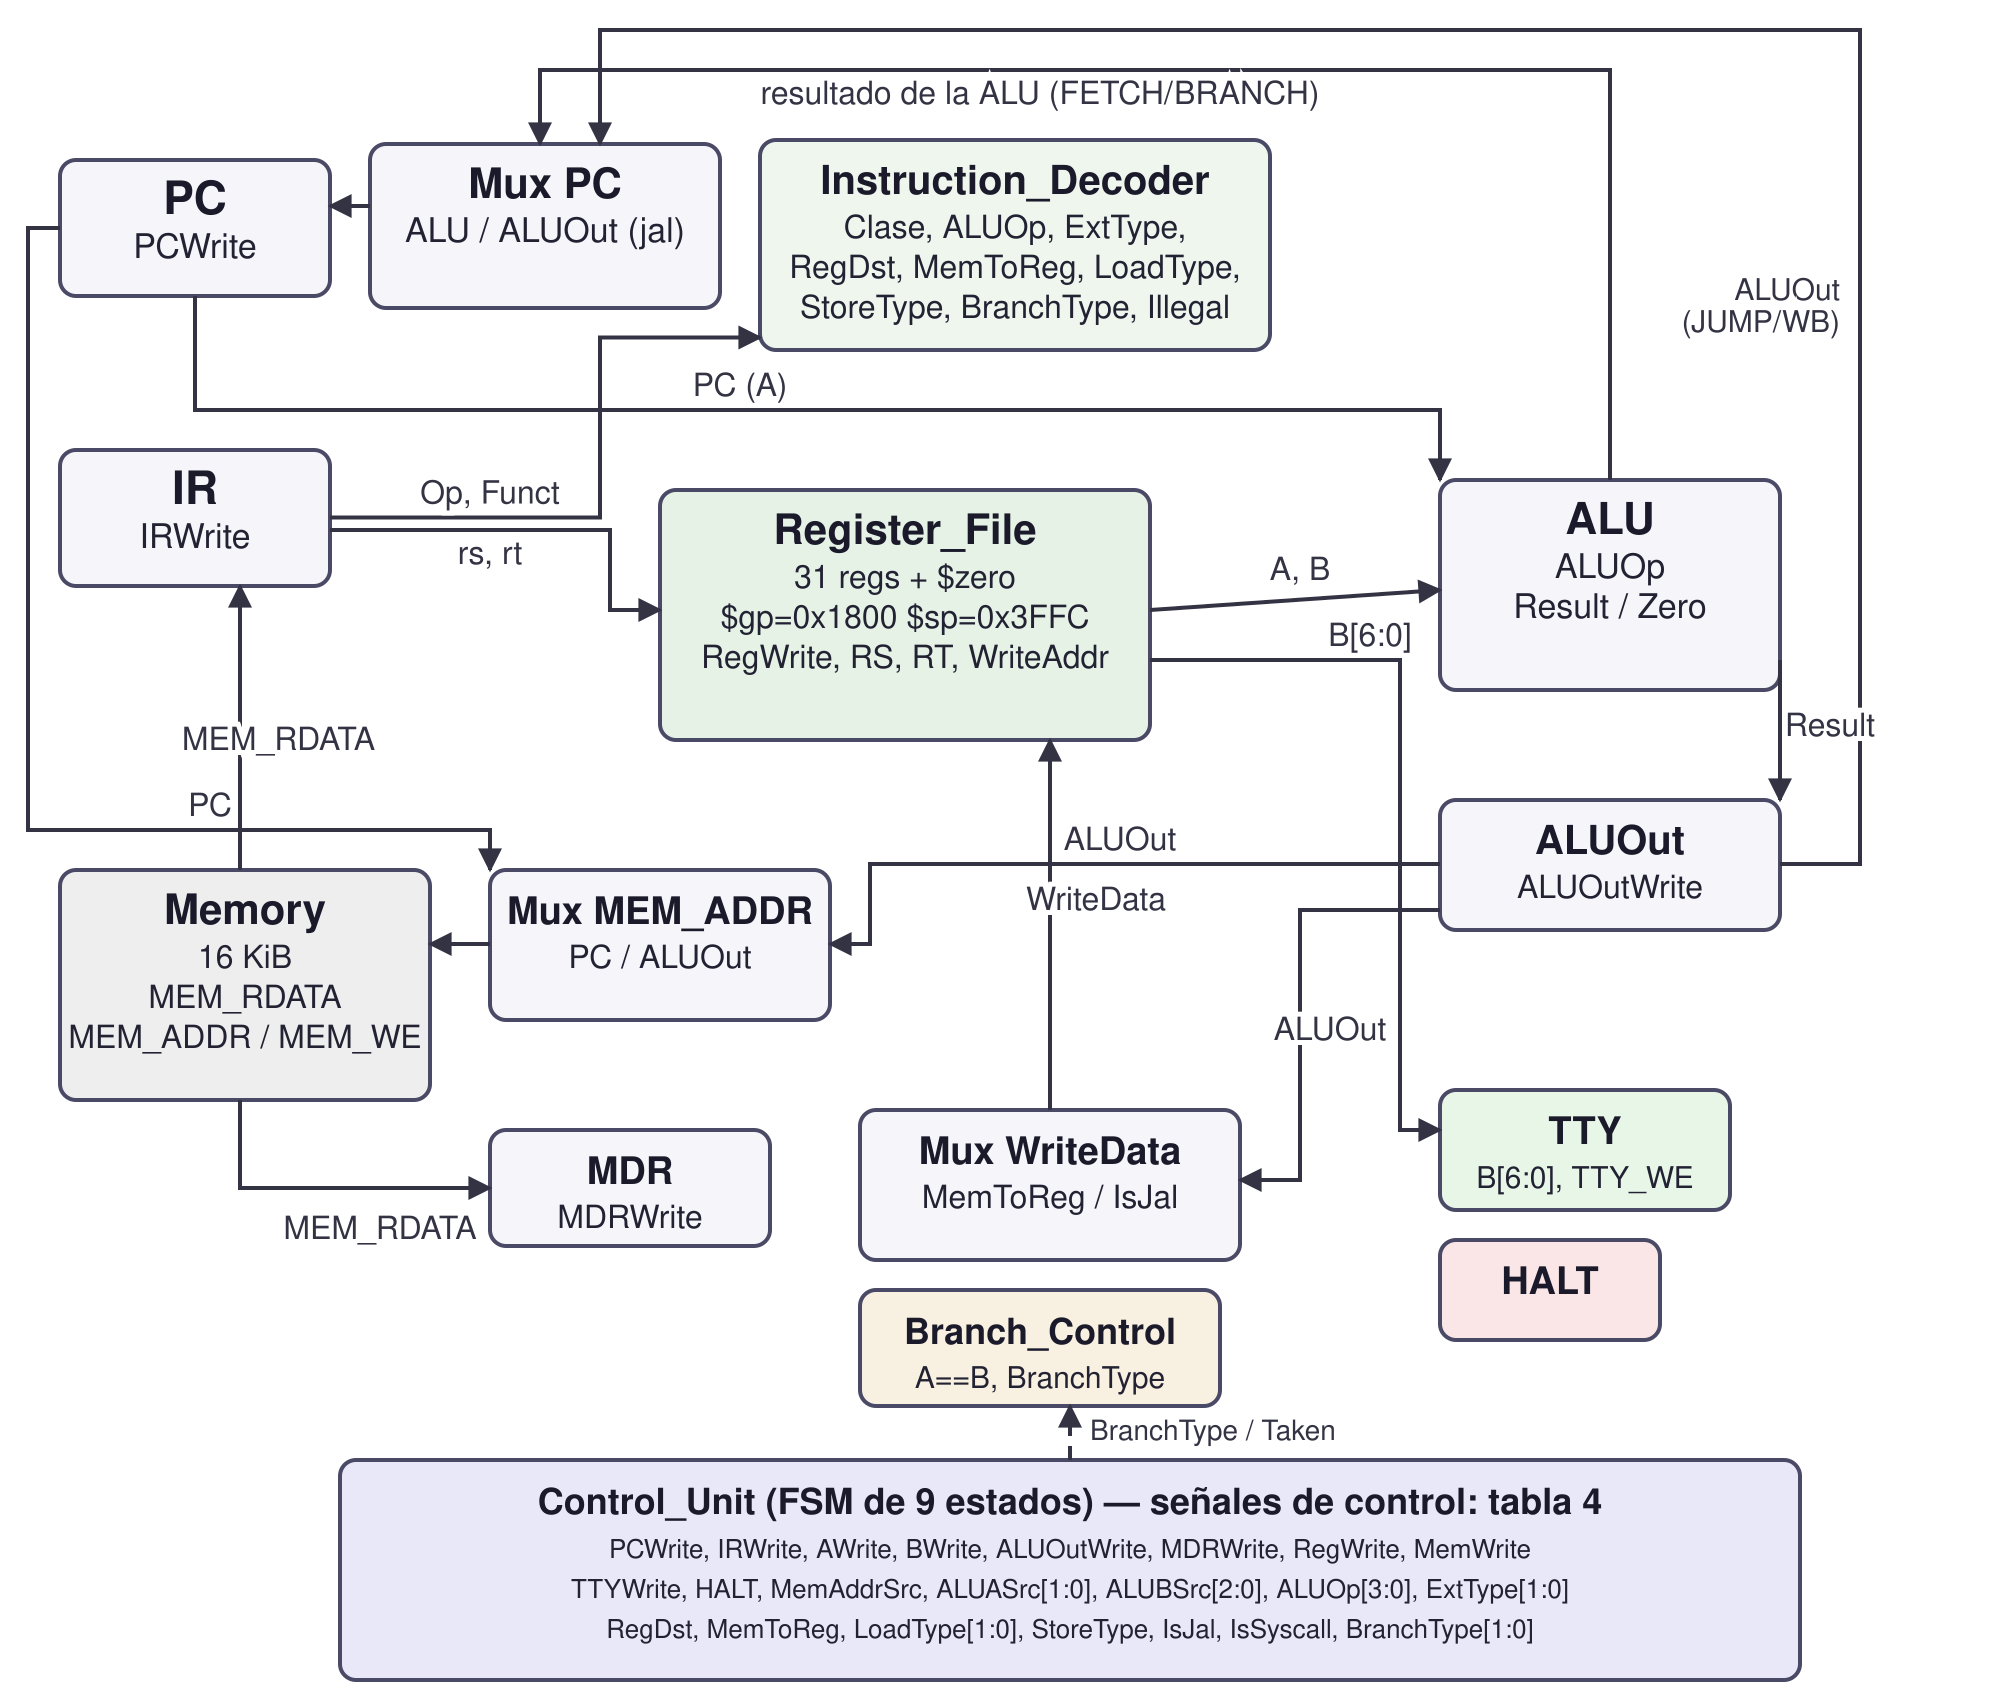 resultado de la ALU (FETCH/BRANCH)
PC
PCWrite
Mux PC
ALU / ALUOut (jal)
Instruction_Decoder
Clase, ALUOp, ExtType,
RegDst, MemToReg, LoadType,
StoreType, BranchType, Illegal
ALUOut
(JUMP/WB)
PC (A)
IR
IRWrite
Op, Funct
rs, rt
Register_File
31 regs + $zero
$gp=0x1800 $sp=0x3FFC
RegWrite, RS, RT, WriteAddr
A, B
B[6:0]
ALU
ALUOp
Result / Zero
Result
MEM_RDATA
PC
ALUOut
WriteData
ALUOut
ALUOutWrite
Memory
16 KiB
MEM_RDATA
MEM_ADDR / MEM_WE
Mux MEM_ADDR
PC / ALUOut
ALUOut
MEM_RDATA
MDR
MDRWrite
Mux WriteData
MemToReg / IsJal
TTY
B[6:0], TTY_WE
HALT
Branch_Control
A==B, BranchType
BranchType / Taken
Control_Unit (FSM de 9 estados) — señales de control: tabla 4
PCWrite, IRWrite, AWrite, BWrite, ALUOutWrite, MDRWrite, RegWrite, MemWrite
TTYWrite, HALT, MemAddrSrc, ALUASrc[1:0], ALUBSrc[2:0], ALUOp[3:0], ExtType[1:0]
RegDst, MemToReg, LoadType[1:0], StoreType, IsJal, IsSyscall, BranchType[1:0]